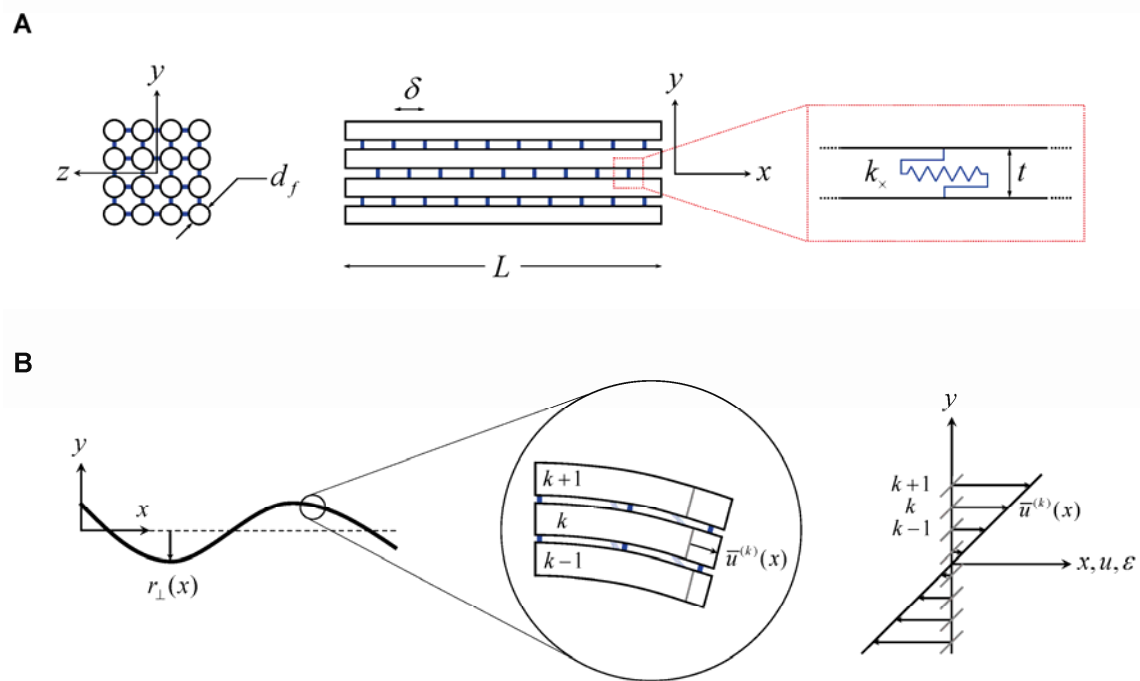 A
y
z
d_f
δ
L
y
x
k_×
t
B
y
x
r_⊥(x)
k+1
k
k−1
ū^(k)(x)
y
k+1
k
k−1
ū^(k)(x)
x, u, ε